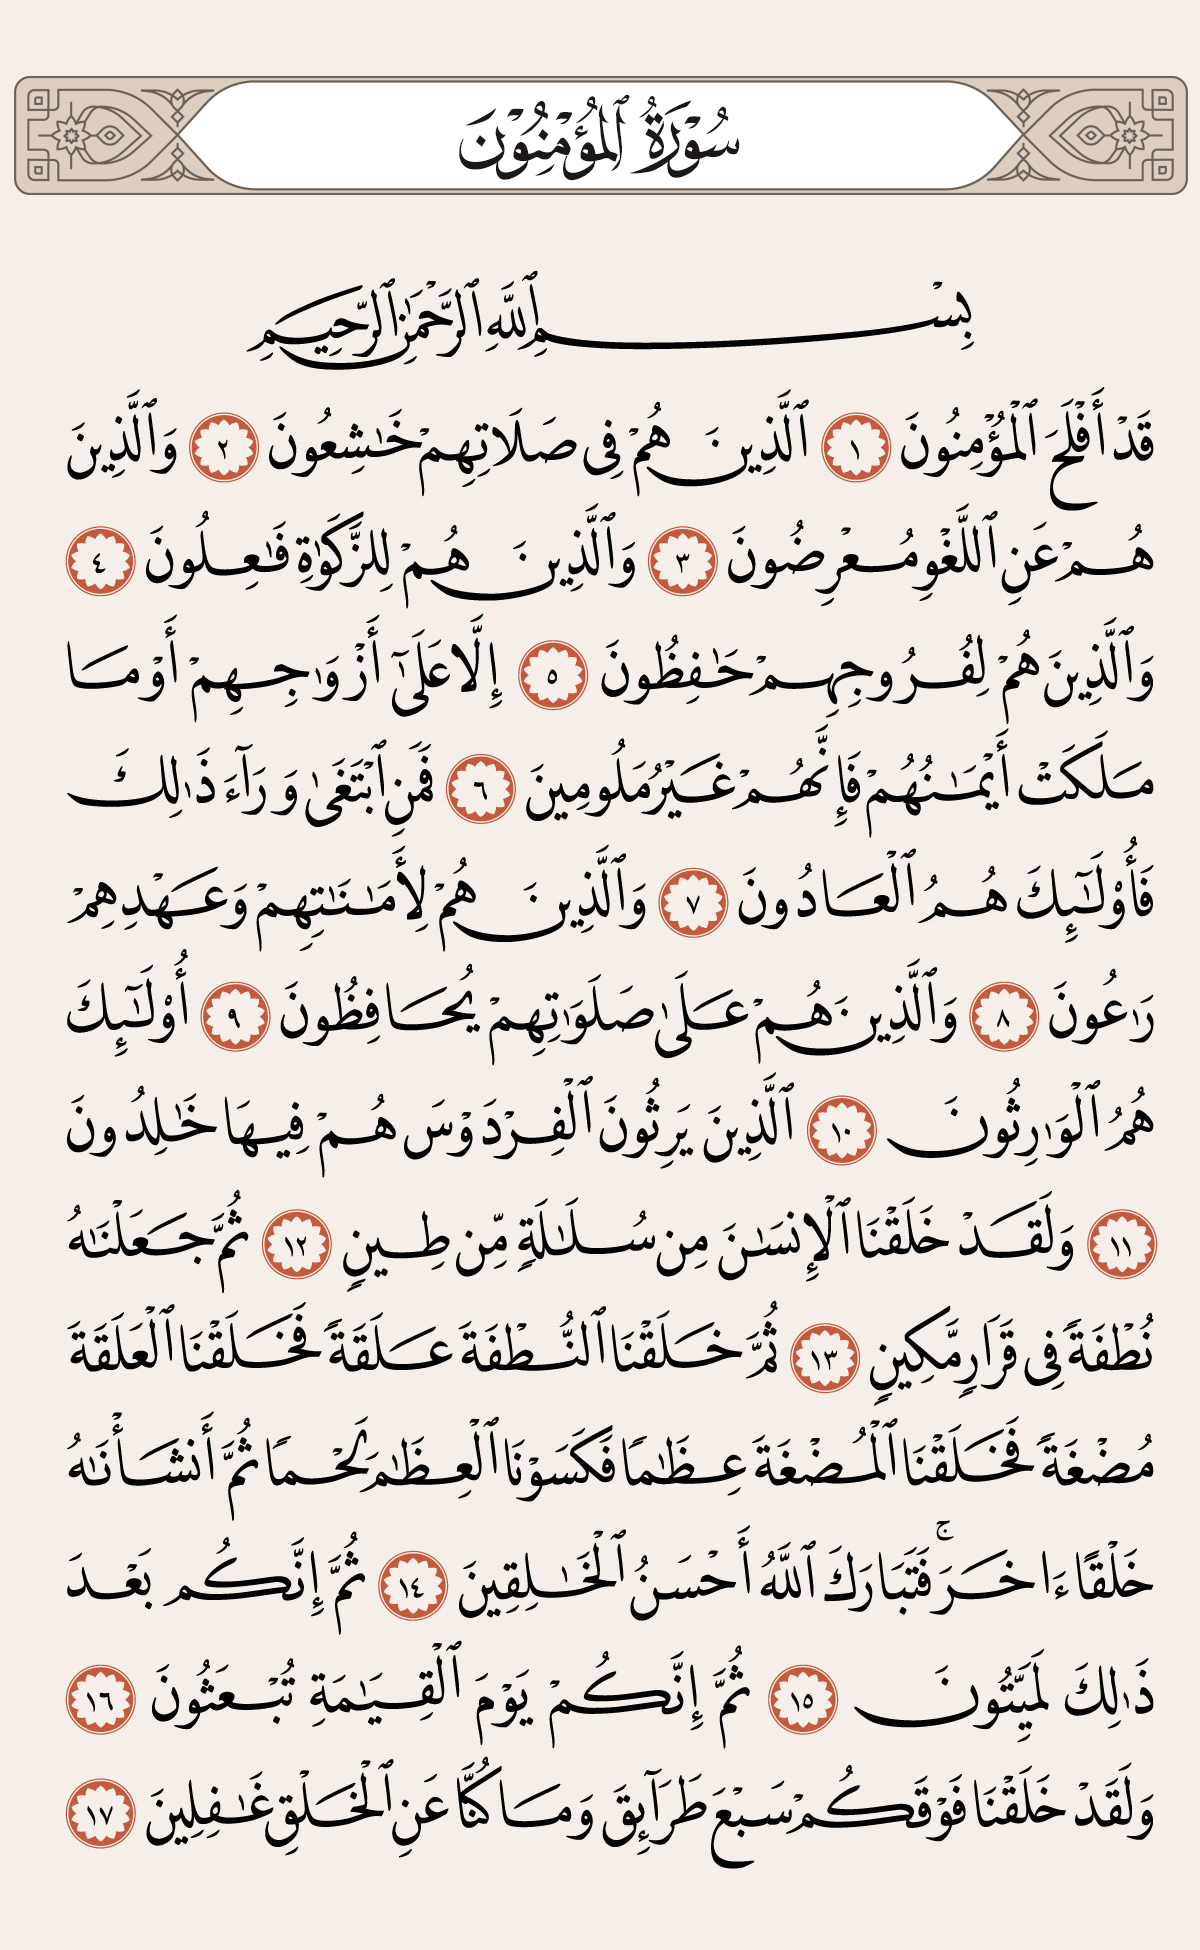 سُوْرَةُ ٱلمُؤْمِنُوْنَ
بِسْمِ ٱللَّهِ ٱلرَّحْمَٰنِ ٱلرَّحِيمِ
قَدْ أَفْلَحَ ٱلْمُؤْمِنُونَ ١ ٱلَّذِينَ هُمْ فِى صَلَاتِهِمْ خَٰشِعُونَ ٢ وَٱلَّذِينَ
هُمْ عَنِ ٱللَّغْوِ مُعْرِضُونَ ٣ وَٱلَّذِينَ هُمْ لِلزَّكَوٰةِ فَٰعِلُونَ ٤
وَٱلَّذِينَ هُمْ لِفُرُوجِهِمْ حَٰفِظُونَ ٥ إِلَّا عَلَىٰٓ أَزْوَٰجِهِمْ أَوْ مَا
مَلَكَتْ أَيْمَٰنُهُمْ فَإِنَّهُمْ غَيْرُ مَلُومِينَ ٦ فَمَنِ ٱبْتَغَىٰ وَرَآءَ ذَٰلِكَ
فَأُوْلَٰٓئِكَ هُمُ ٱلْعَادُونَ ٧ وَٱلَّذِينَ هُمْ لِأَمَٰنَٰتِهِمْ وَعَهْدِهِمْ
رَٰعُونَ ٨ وَٱلَّذِينَ هُمْ عَلَىٰ صَلَوَٰتِهِمْ يُحَافِظُونَ ٩ أُوْلَٰٓئِكَ
هُمُ ٱلْوَٰرِثُونَ ١٠ ٱلَّذِينَ يَرِثُونَ ٱلْفِرْدَوْسَ هُمْ فِيهَا خَٰلِدُونَ
١١ وَلَقَدْ خَلَقْنَا ٱلْإِنسَٰنَ مِن سُلَٰلَةٍ مِّن طِينٍ ١٢ ثُمَّ جَعَلْنَٰهُ
نُطْفَةً فِى قَرَارٍ مَّكِينٍ ١٣ ثُمَّ خَلَقْنَا ٱلنُّطْفَةَ عَلَقَةً فَخَلَقْنَا ٱلْعَلَقَةَ
مُضْغَةً فَخَلَقْنَا ٱلْمُضْغَةَ عِظَٰمًا فَكَسَوْنَا ٱلْعِظَٰمَ لَحْمًا ثُمَّ أَنشَأْنَٰهُ
خَلْقًا ءَاخَرَ ۚ فَتَبَارَكَ ٱللَّهُ أَحْسَنُ ٱلْخَٰلِقِينَ ١٤ ثُمَّ إِنَّكُم بَعْدَ
ذَٰلِكَ لَمَيِّتُونَ ١٥ ثُمَّ إِنَّكُمْ يَوْمَ ٱلْقِيَٰمَةِ تُبْعَثُونَ ١٦
وَلَقَدْ خَلَقْنَا فَوْقَكُمْ سَبْعَ طَرَآئِقَ وَمَا كُنَّا عَنِ ٱلْخَلْقِ غَٰفِلِينَ ١٧